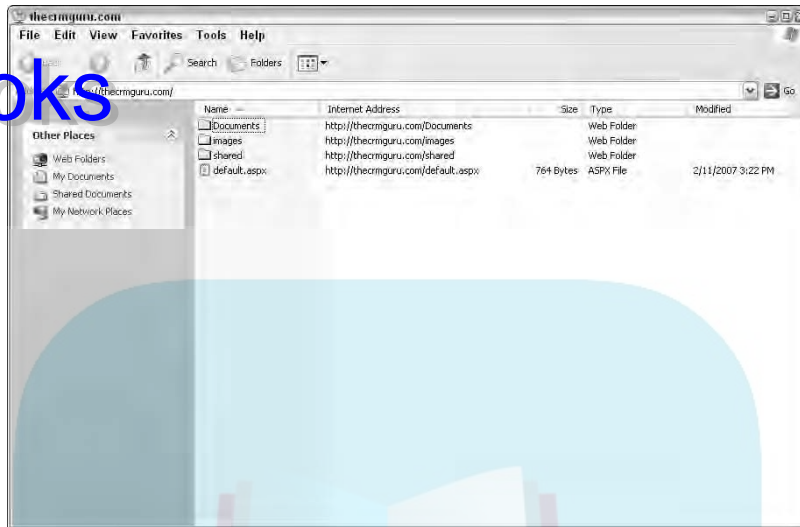 thecrmguru.com
File Edit View Favorites Tools Help
Search Folders
oks
http://thecrmguru.com/ Go
Name Internet Address Size Type Modified
Documents http://thecrmguru.com/Documents Web Folder
images http://thecrmguru.com/images Web Folder
shared http://thecrmguru.com/shared Web Folder
default.aspx http://thecrmguru.com/default.aspx 764 Bytes ASPX File 2/11/2007 3:22 PM
Other Places
Web Folders
My Documents
Shared Documents
My Network Places